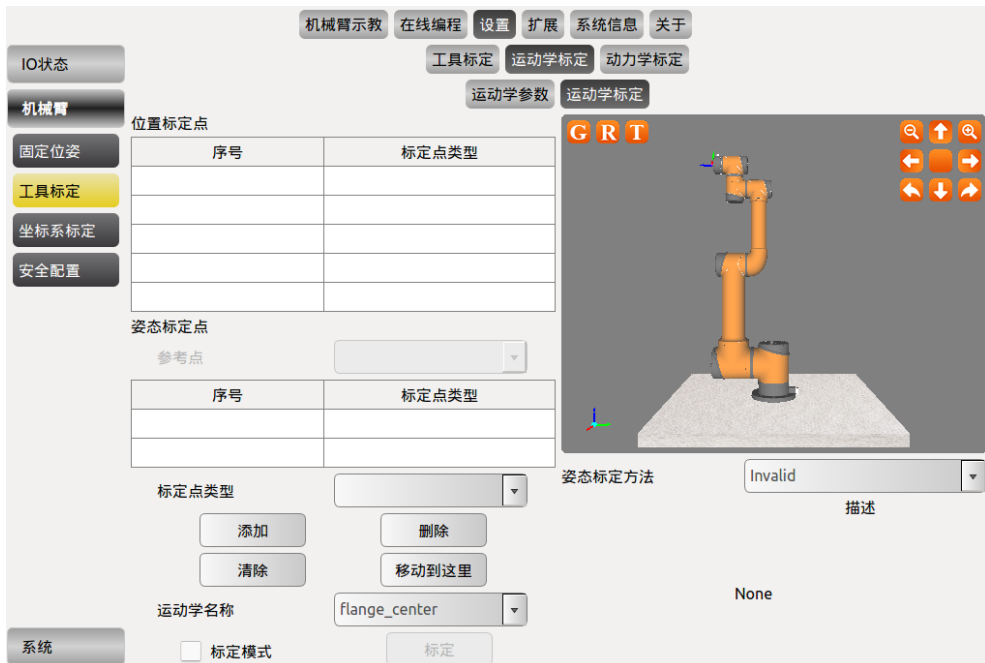 机械臂示教 在线编程 设置 扩展 系统信息 关于
工具标定 运动学标定 动力学标定
运动学参数 运动学标定
IO状态
机械臂
固定位姿
工具标定
坐标系标定
安全配置
系统
位置标定点
序号 标定点类型
姿态标定点
参考点
序号 标定点类型
标定点类型
添加 删除
清除 移动到这里
运动学名称 flange_center
标定模式 标定
G R T
姿态标定方法 Invalid
描述
None